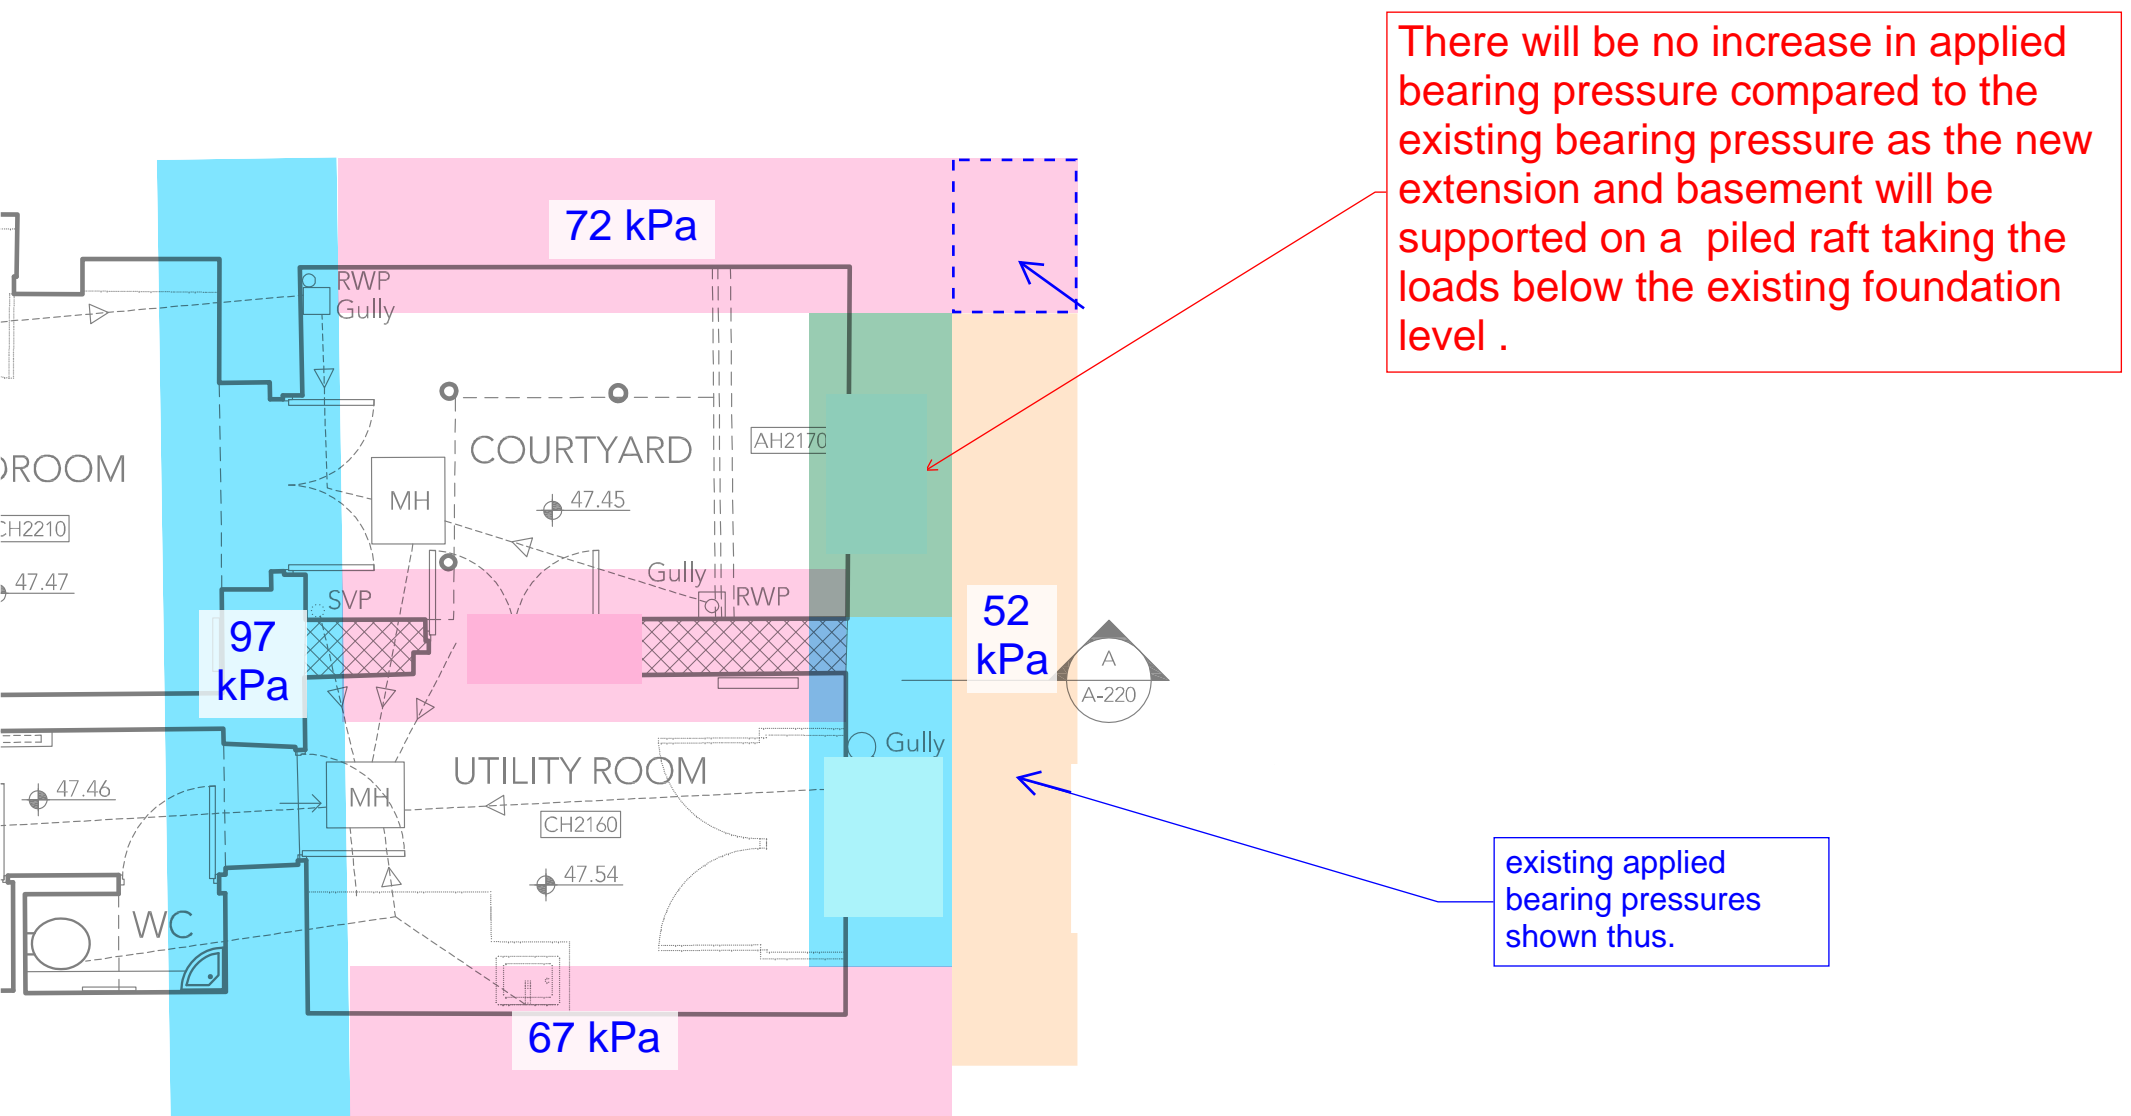 There will be no increase in applied
bearing pressure compared to the
existing bearing pressure as the new
extension and basement will be
supported on a piled raft taking the
loads below the existing foundation
level .
72 kPa
RWP
Gully
COURTYARD
AH2170
DROOM
MH
47.45
CH2210
47.47
Gully
SVP
RWP
97
kPa
52
kPa
A
A-220
Gully
UTILITY ROOM
47.46
MH
CH2160
47.54
existing applied
bearing pressures
shown thus.
WC
67 kPa